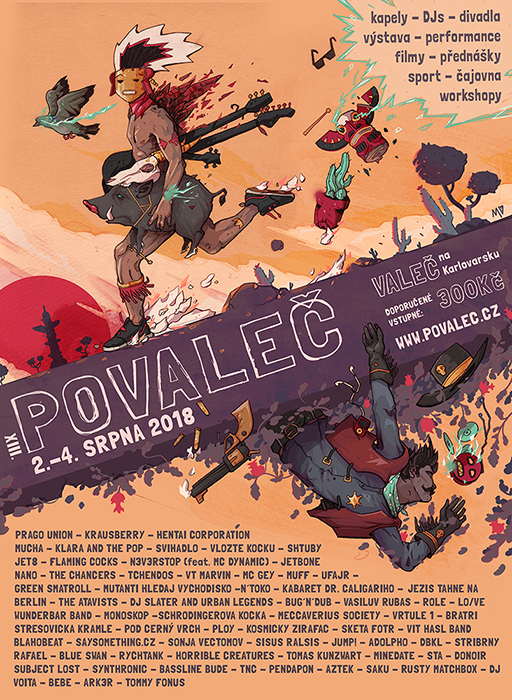 kapely – DJs – divadla
výstava – performance
filmy – přednášky
sport – čajovna
workshopy
MV
VALEČ na
Karlovarsku
DOPORUČENÉ
VSTUPNÉ: 300KČ
WWW.POVALEC.CZ
XIII POVALEČ
2.–4. SRPNA 2018
PRAGO UNION – KRAUSBERRY – HENTAI CORPORATION
MUCHA – KLARA AND THE POP – SVIHADLO – VLOZTE KOCKU – SHTUBY
JET8 – FLAMING COCKS – N3V3RSTOP (feat. MC DYNAMIC) – JETBONE
NANO – THE CHANCERS – TCHENDOS – VT MARVIN – MC GEY – MUFF – UFAJR –
GREEN SMATROLL – MUTANTI HLEDAJ VYCHODISKO –N'TOKO – KABARET DR. CALIGARIHO – JEZIS TAHNE NA
BERLIN – THE ATAVISTS – DJ SLATER AND URBAN LEGENDS – BUG'N'DUB – VASILUV RUBAS – ROLE – LO/VE
WUNDERBAR BAND – MONOSKOP –SCHRODINGEROVA KOCKA – MECCAVERIUS SOCIETY – VRTULE 1 – BRATRI
STRESOVICKA KRAMLE – POD CERNÝ VRCH – PLOY – KOSMICKY ZIRAFAC – SKETA FOTR – VIT HASL BAND
BLAHOBEAT – SAYSOMETHING.CZ – SONJA VECTOMOV – SISUS RALSIS – JUMP! – ADOLPHO – DBKL – STRIBRNY
RAFAEL – BLUE SWAN – RYCHTANK – HORRIBLE CREATURES – TOMAS KUNZWART – MINEDATE – STA – DONOIR
SUBJECT LOST – SYNTHRONIC – BASSLINE BUDE – TNC – PENDAPON – AZTEK – SAKU – RUSTY MATCHBOX – DJ
VOITA – BEBE – ARK3R – TOMMY FONUS